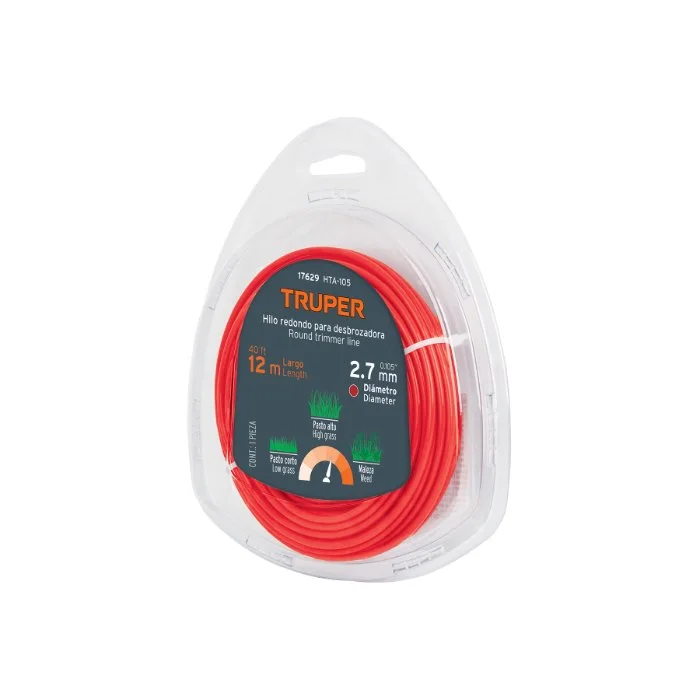 17629 HTA-105
TRUPER
Hilo redondo para desbrozadora
Round trimmer line
40 ft
12 m
Largo
Length
0.105"
2.7 mm
Diámetro
Diameter
Pasto alto
High grass
Pasto corto
Low grass
Maleza
Weed
CONT.: 1 PIEZA